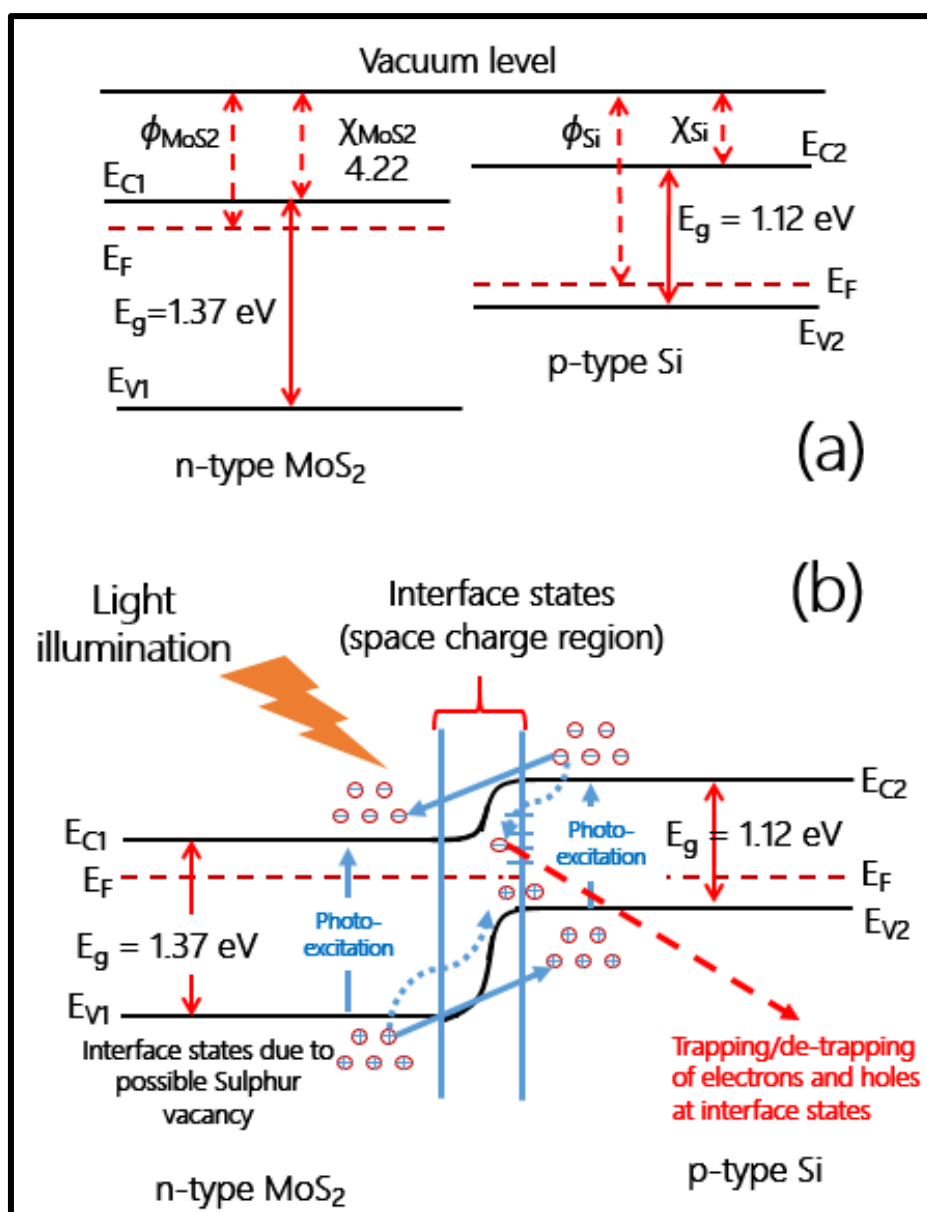 Vacuum level
ϕMoS2
χMoS2
4.22
ϕSi
χSi
EC1
EC2
EF
Eg = 1.12 eV
EF
Eg=1.37 eV
EV2
EV1
p-type Si
n-type MoS2
(a)
(b)
Light
illumination
Interface states
(space charge region)
EC2
EC1
Photo-
excitation
Eg = 1.12 eV
EF
EF
Photo-
excitation
EV2
Eg = 1.37 eV
EV1
Interface states due to
possible Sulphur
vacancy
Trapping/de-trapping
of electrons and holes
at interface states
n-type MoS2
p-type Si